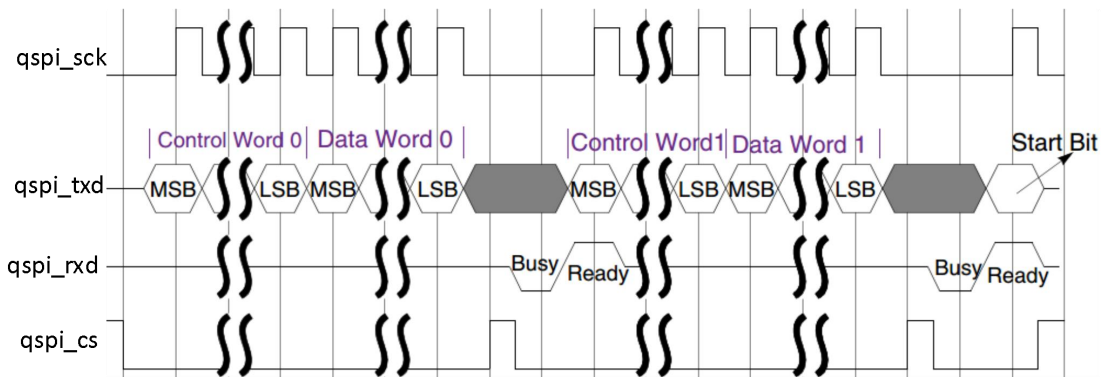 qspi_sck
Control Word 0 Data Word 0 Control Word1 Data Word 1 Start Bit
qspi_txd MSB LSB MSB LSB MSB LSB MSB LSB
qspi_rxd Busy Ready Busy Ready
qspi_cs